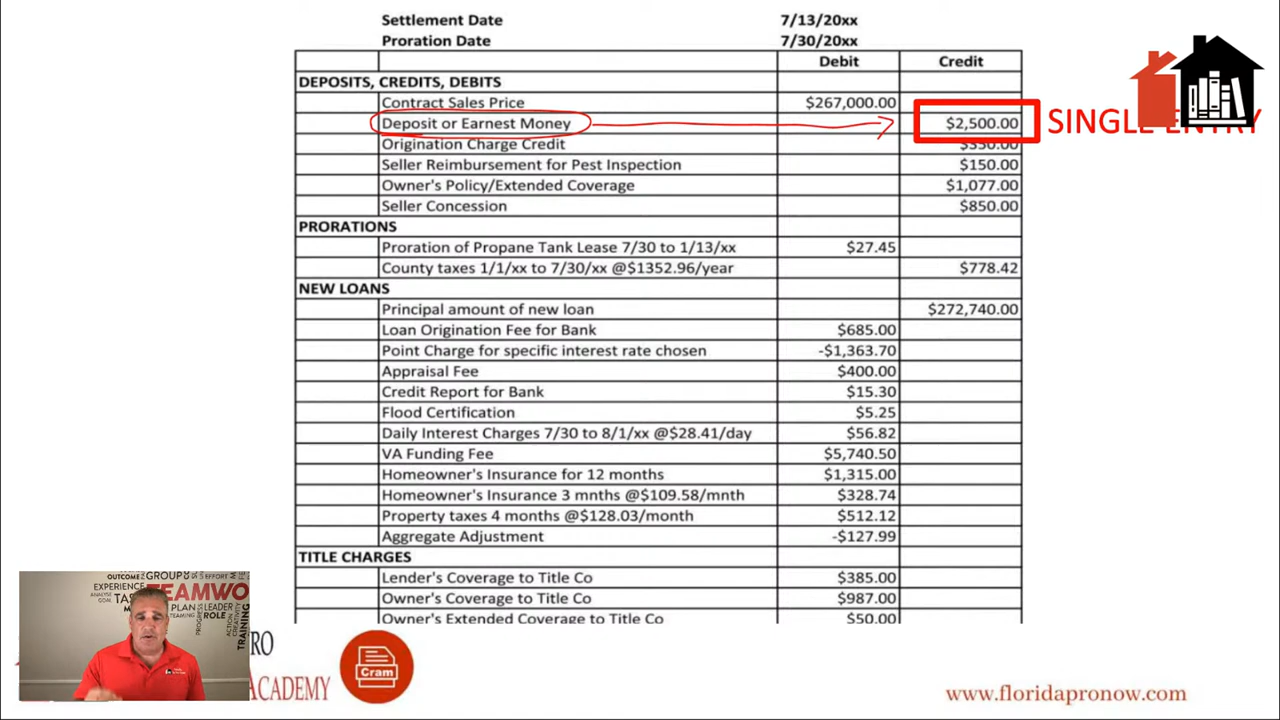 Settlement Date 7/13/20xx
Proration Date 7/30/20xx
Debit Credit
DEPOSITS, CREDITS, DEBITS
Contract Sales Price $267,000.00
Deposit or Earnest Money $2,500.00 SINGLE ENTRY
Origination Charge Credit $350.00
Seller Reimbursement for Pest Inspection $150.00
Owner's Policy/Extended Coverage $1,077.00
Seller Concession $850.00
PRORATIONS
Proration of Propane Tank Lease 7/30 to 1/13/xx $27.45
County taxes 1/1/xx to 7/30/xx @$1352.96/year $778.42
NEW LOANS
Principal amount of new loan $272,740.00
Loan Origination Fee for Bank $685.00
Point Charge for specific interest rate chosen -$1,363.70
Appraisal Fee $400.00
Credit Report for Bank $15.30
Flood Certification $5.25
Daily Interest Charges 7/30 to 8/1/xx @$28.41/day $56.82
VA Funding Fee $5,740.50
Homeowner's Insurance for 12 months $1,315.00
Homeowner's Insurance 3 mnths @$109.58/mnth $328.74
Property taxes 4 months @$128.03/month $512.12
Aggregate Adjustment -$127.99
TITLE CHARGES
Lender's Coverage to Title Co $385.00
Owner's Coverage to Title Co $987.00
Owner's Extended Coverage to Title Co $50.00
OUTCOME GROUP EFFORT
EXPERIENCE
ANALYSE
GOAL
TEAMWO
PLAN LEADER
TEAMING ROLE
TRAINING
CREATIVITY
RO
ACADEMY
Cram
www.floridapronow.com